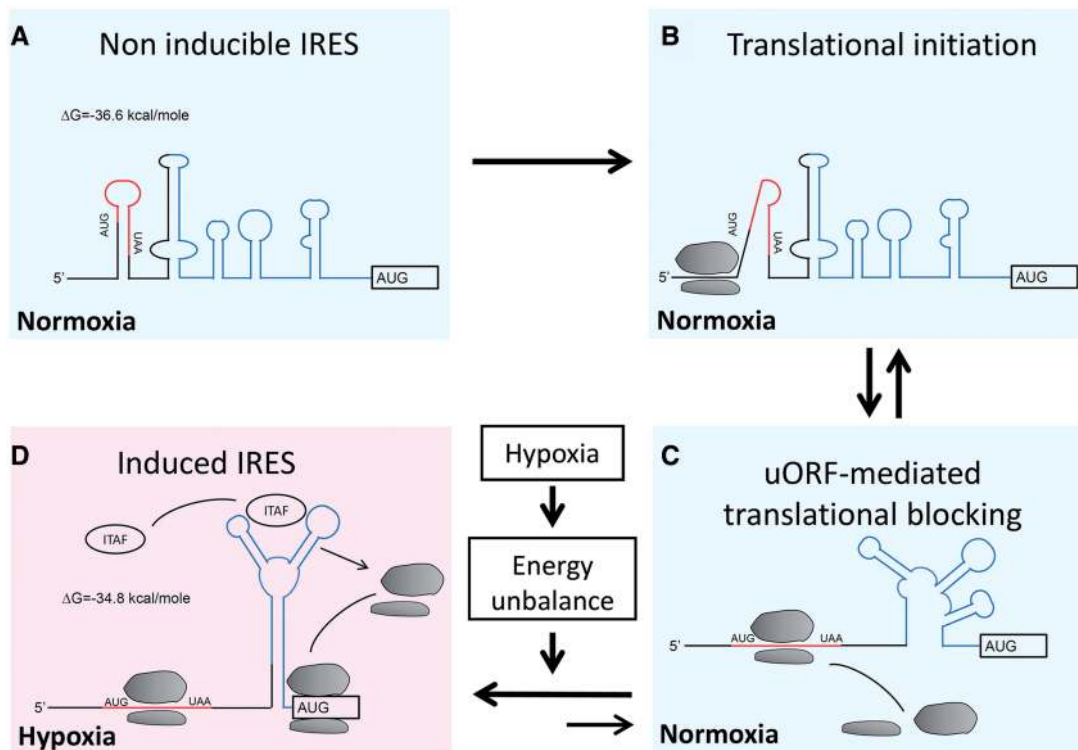 A
Non inducible IRES
ΔG=-36.6 kcal/mole
AUG
UAA
5'
AUG
Normoxia
B
Translational initiation
AUG
UAA
5'
AUG
Normoxia
D
Induced IRES
ITAF
ITAF
ΔG=-34.8 kcal/mole
5'
AUG
UAA
AUG
Hypoxia
Hypoxia
Energy
unbalance
C
uORF-mediated
translational blocking
5'
AUG
UAA
AUG
Normoxia